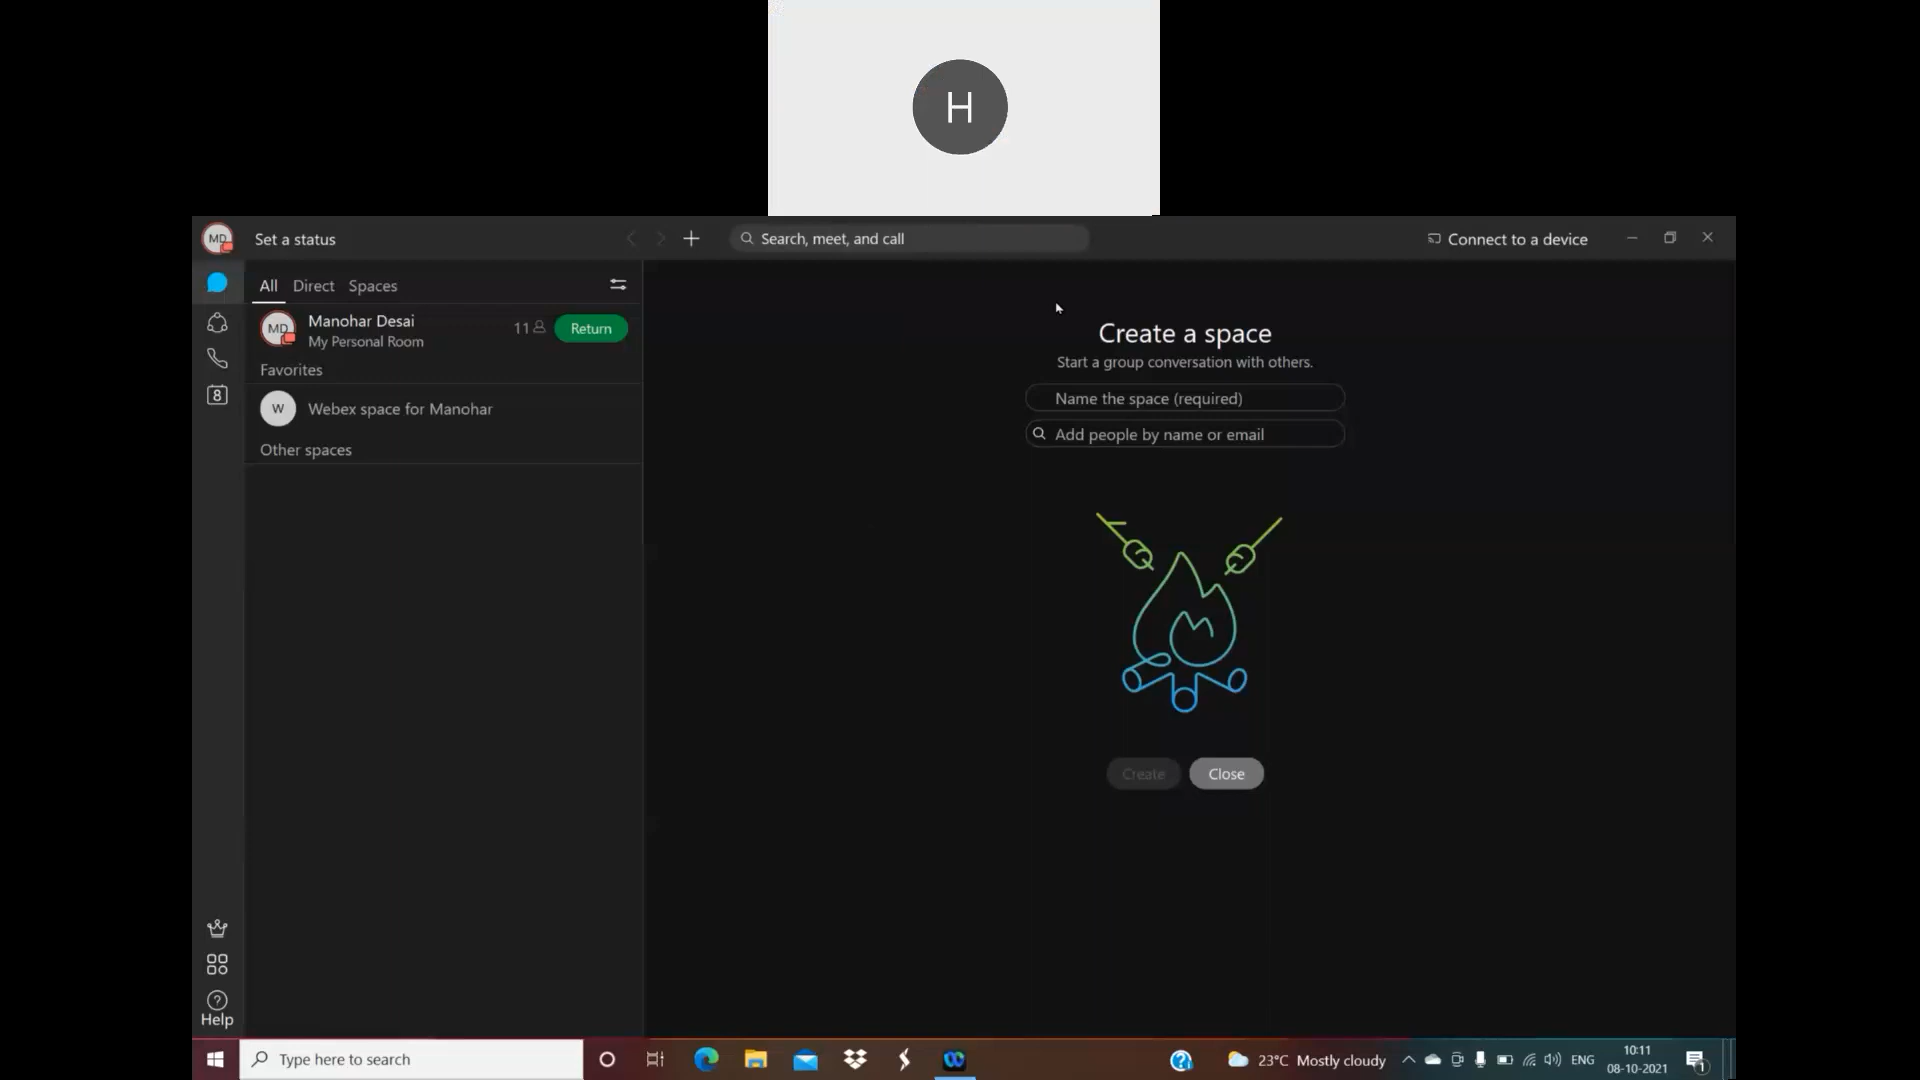 H
MD Set a status
Search, meet, and call
Connect to a device
All Direct Spaces
MD Manohar Desai 11 Return
My Personal Room
Favorites
W Webex space for Manohar
Other spaces
8
Create a space
Start a group conversation with others.
Name the space (required)
Add people by name or email
Create Close
Help
Type here to search
23°C Mostly cloudy
ENG
10:11
08-10-2021
1